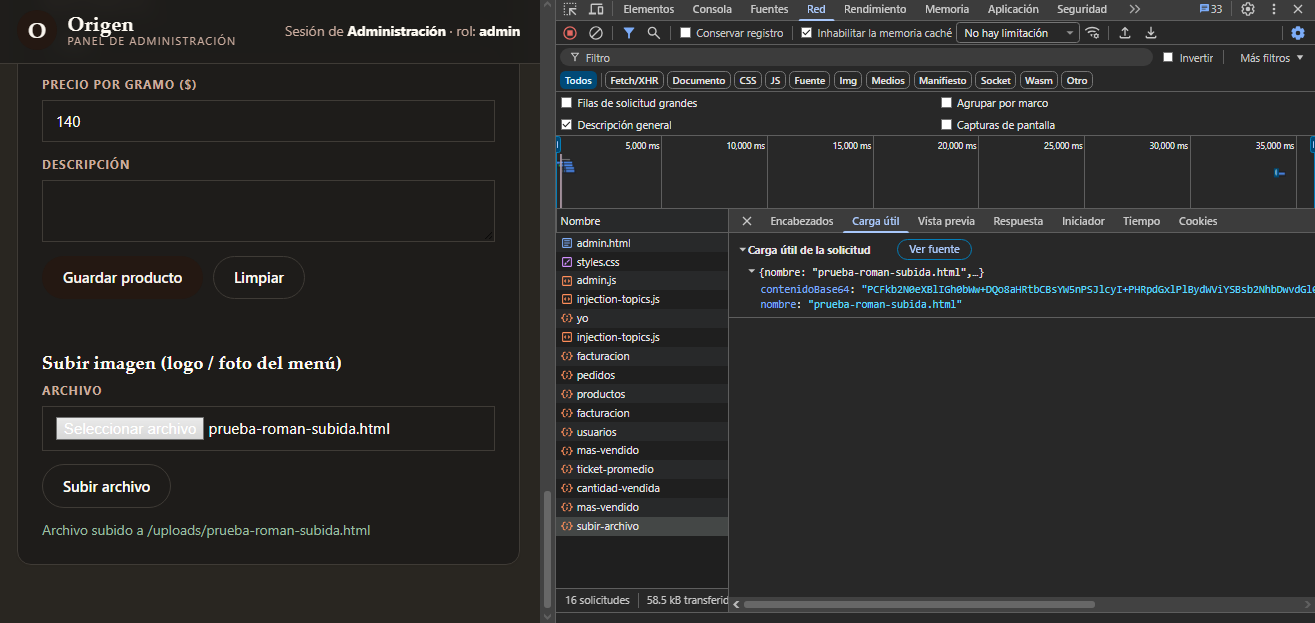 O
Origen
PANEL DE ADMINISTRACIÓN
Sesión de Administración · rol: admin
PRECIO POR GRAMO ($)
140
DESCRIPCIÓN
Guardar producto
Limpiar
Subir imagen (logo / foto del menú)
ARCHIVO
Seleccionar archivo prueba-roman-subida.html
Subir archivo
Archivo subido a /uploads/prueba-roman-subida.html
Elementos Consola Fuentes Red Rendimiento Memoria Aplicación Seguridad 33
Conservar registro Inhabilitar la memoria caché No hay limitación
Filtro Invertir Más filtros
Todos Fetch/XHR Documento CSS JS Fuente Img Medios Manifiesto Socket Wasm Otro
Filas de solicitud grandes Agrupar por marco
Descripción general Capturas de pantalla
5,000 ms 10,000 ms 15,000 ms 20,000 ms 25,000 ms 30,000 ms 35,000 ms
Nombre
admin.html
styles.css
admin.js
injection-topics.js
yo
injection-topics.js
facturacion
pedidos
productos
facturacion
usuarios
mas-vendido
ticket-promedio
cantidad-vendida
mas-vendido
subir-archivo
16 solicitudes 58.5 kB transferid
Encabezados Carga útil Vista previa Respuesta Iniciador Tiempo Cookies
Carga útil de la solicitud Ver fuente
{nombre: "prueba-roman-subida.html",…}
contenidoBase64:
nombre: "prueba-roman-subida.html"